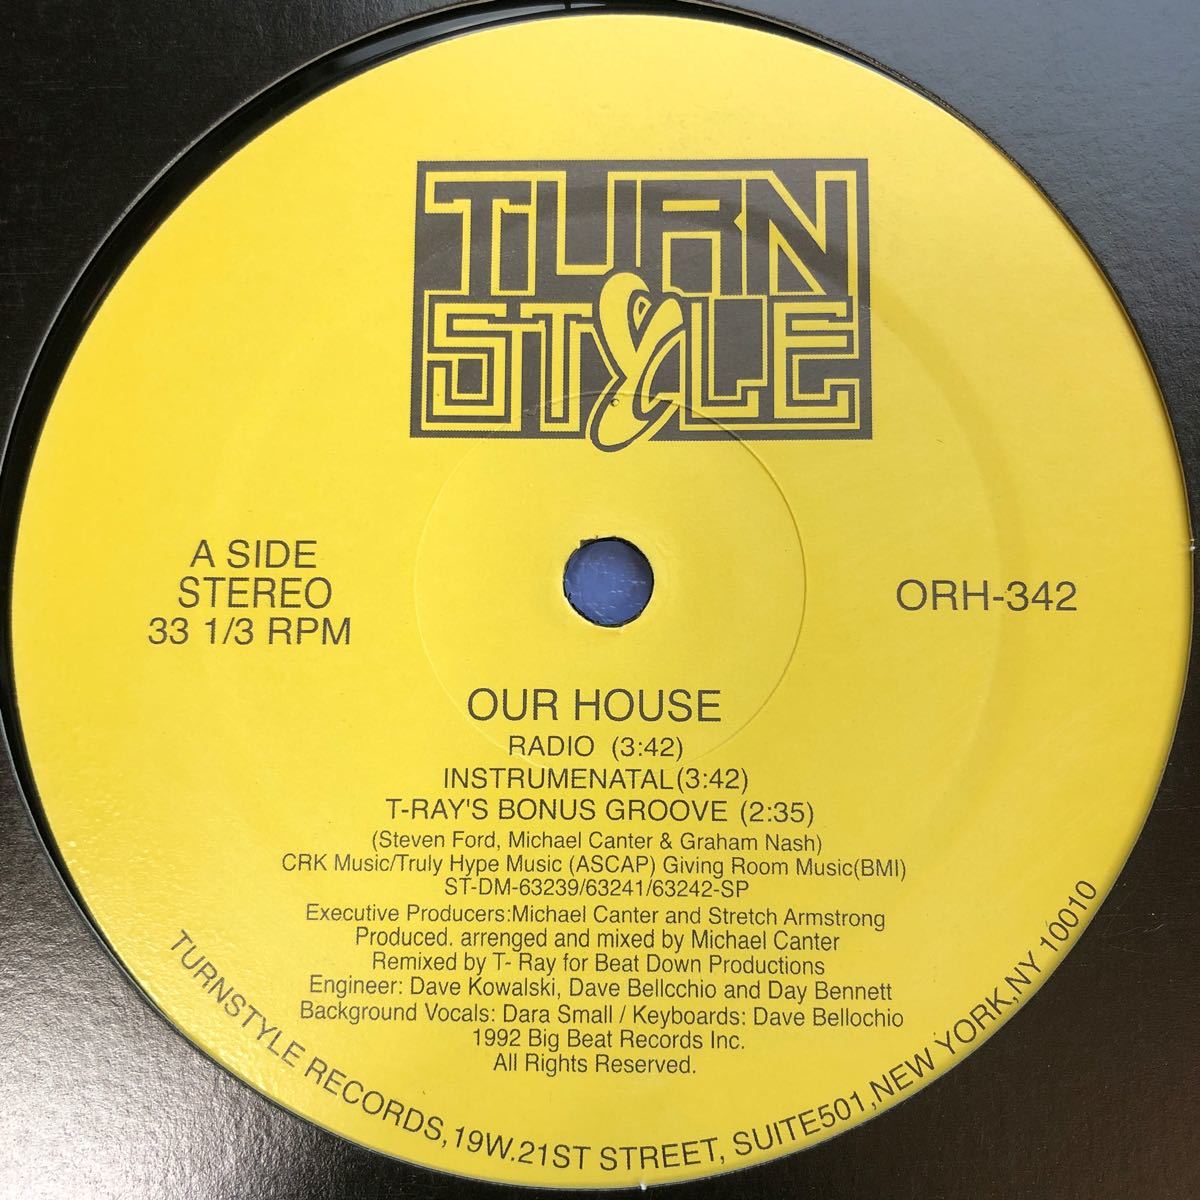 TURN
STYLE
A SIDE
STEREO
33 1/3 RPM
ORH-342
OUR HOUSE
RADIO (3:42)
INSTRUMENATAL(3:42)
T-RAY'S BONUS GROOVE (2:35)
(Steven Ford, Michael Canter & Graham Nash)
CRK Music/Truly Hype Music (ASCAP) Giving Room Music(BMI)
ST-DM-63239/63241/63242-SP
Executive Producers:Michael Canter and Stretch Armstrong
Produced. arrenged and mixed by Michael Canter
Remixed by T- Ray for Beat Down Productions
Engineer: Dave Kowalski, Dave Bellcchio and Day Bennett
Background Vocals: Dara Small / Keyboards: Dave Bellochio
1992 Big Beat Records Inc.
All Rights Reserved.
TURNSTYLE RECORDS,19W.21ST STREET, SUITE501,NEW YORK,NY 10010